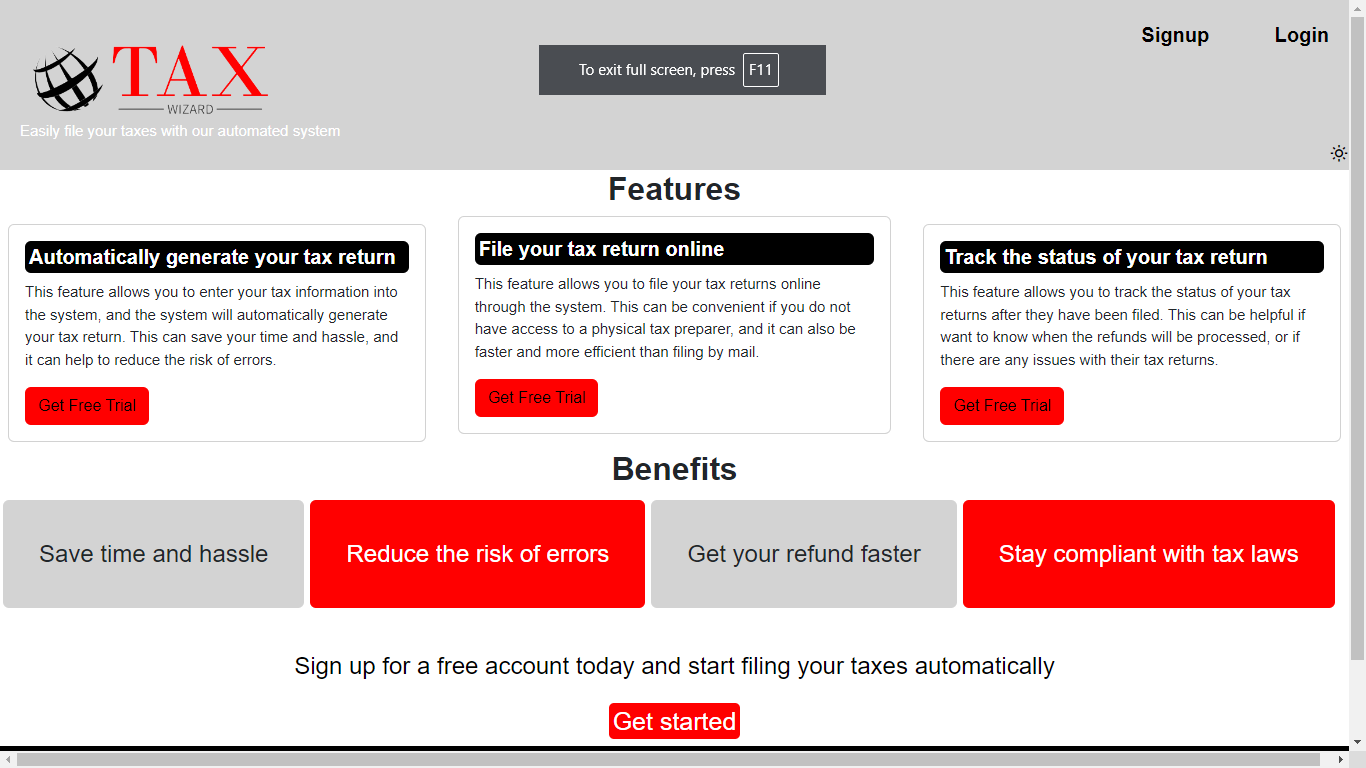 Signup Login
TAX
WIZARD
To exit full screen, press F11
Easily file your taxes with our automated system
Features
Automatically generate your tax return
This feature allows you to enter your tax information into
the system, and the system will automatically generate
your tax return. This can save your time and hassle, and
it can help to reduce the risk of errors.
Get Free Trial
File your tax return online
This feature allows you to file your tax returns online
through the system. This can be convenient if you do not
have access to a physical tax preparer, and it can also be
faster and more efficient than filing by mail.
Get Free Trial
Track the status of your tax return
This feature allows you to track the status of your tax
returns after they have been filed. This can be helpful if
want to know when the refunds will be processed, or if
there are any issues with their tax returns.
Get Free Trial
Benefits
Save time and hassle
Reduce the risk of errors
Get your refund faster
Stay compliant with tax laws
Sign up for a free account today and start filing your taxes automatically
Get started